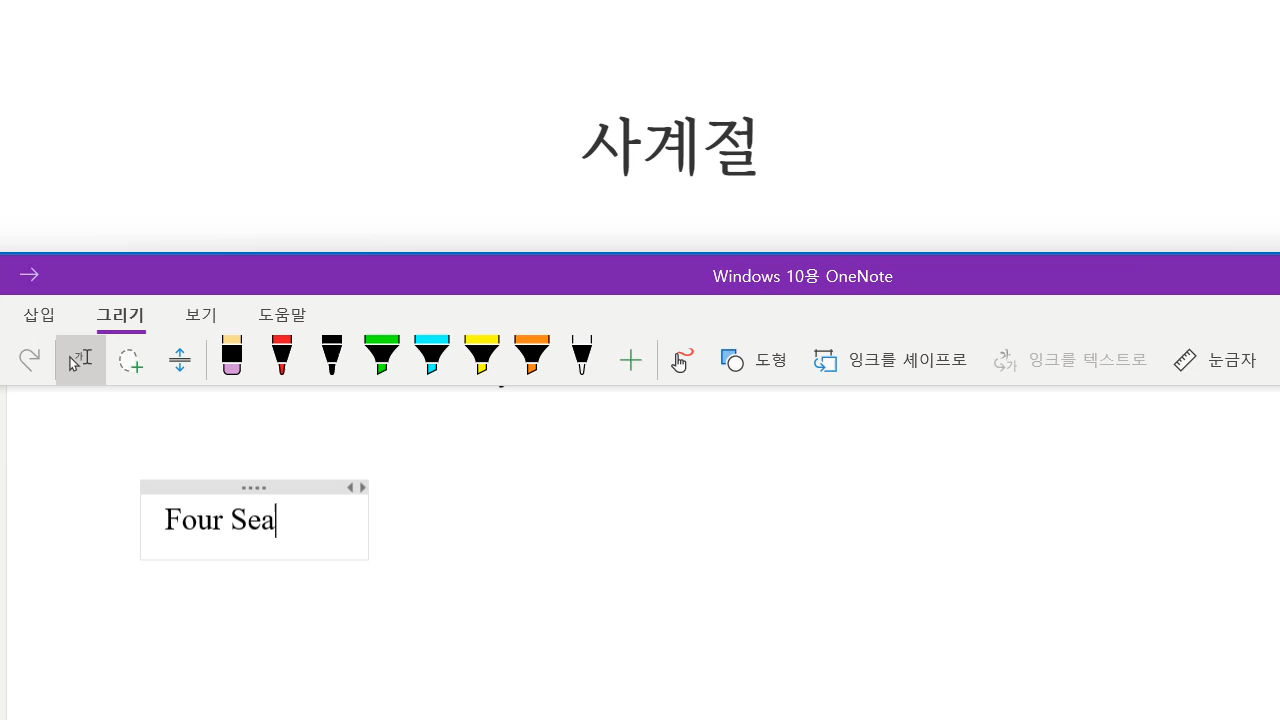 사계절
Windows 10용 OneNote
삽입 그리기 보기 도움말
도형 잉크를 셰이프로 잉크를 텍스트로 눈금자
Four Sea